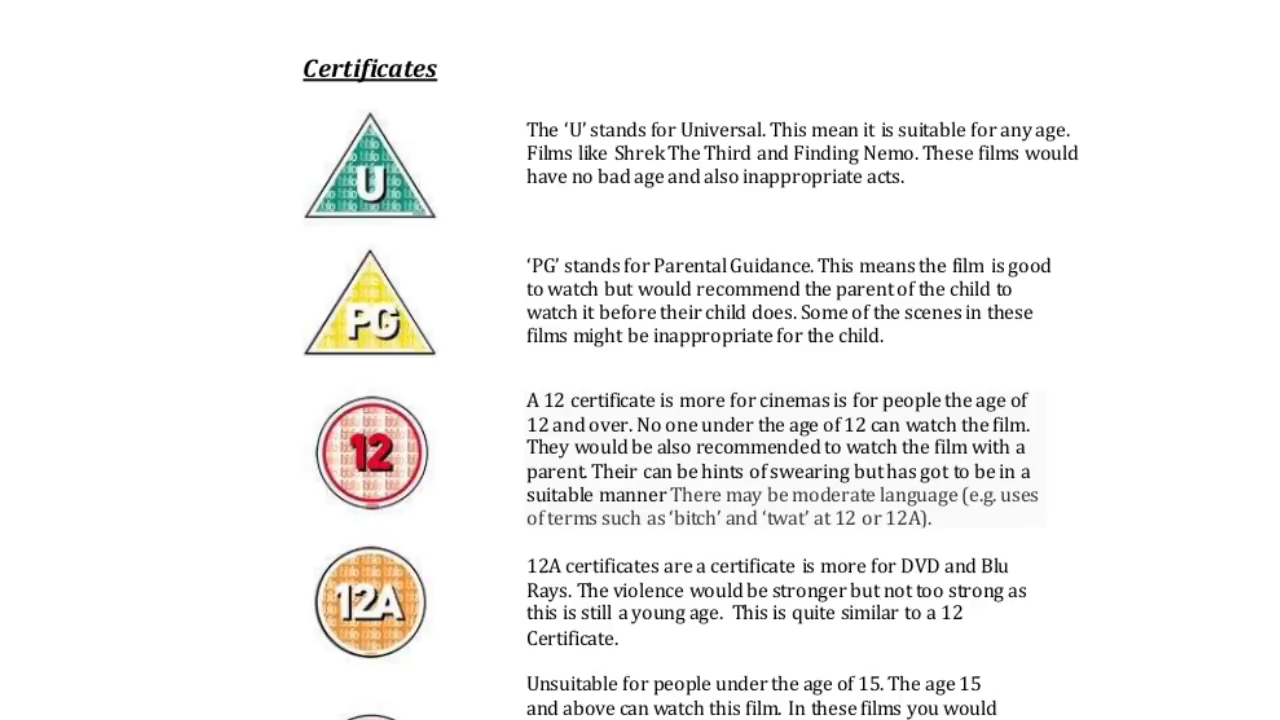 Certificates
U
The ‘U’ stands for Universal. This mean it is suitable for any age.
Films like Shrek The Third and Finding Nemo. These films would
have no bad age and also inappropriate acts.
PG
‘PG’ stands for Parental Guidance. This means the film is good
to watch but would recommend the parent of the child to
watch it before their child does. Some of the scenes in these
films might be inappropriate for the child.
12
A 12 certificate is more for cinemas is for people the age of
12 and over. No one under the age of 12 can watch the film.
They would be also recommended to watch the film with a
parent. Their can be hints of swearing but has got to be in a
suitable manner There may be moderate language (e.g. uses
of terms such as ‘bitch’ and ‘twat’ at 12 or 12A).
12A
12A certificates are a certificate is more for DVD and Blu
Rays. The violence would be stronger but not too strong as
this is still a young age. This is quite similar to a 12
Certificate.
Unsuitable for people under the age of 15. The age 15
and above can watch this film. In these films you would